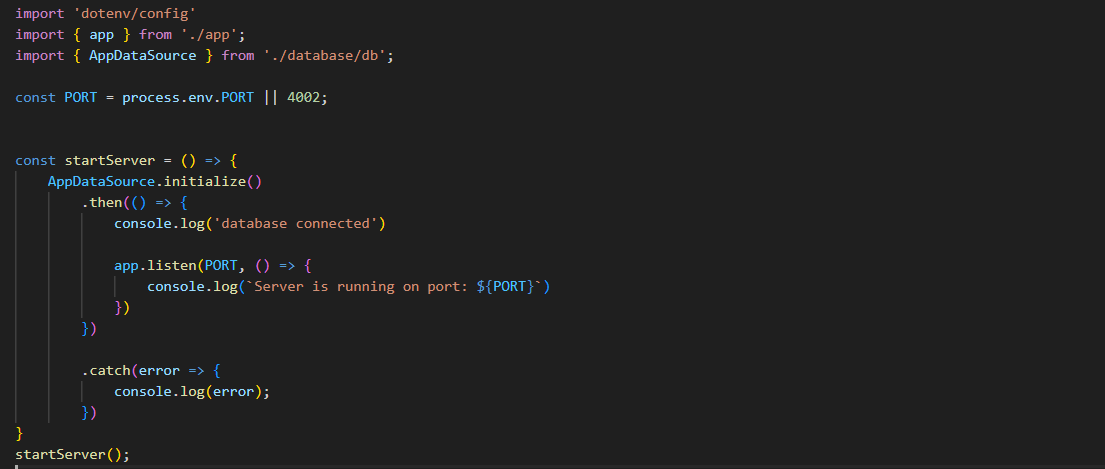 import 'dotenv/config'
import { app } from './app';
import { AppDataSource } from './database/db';
const PORT = process.env.PORT || 4002;
const startServer = () => {
    AppDataSource.initialize()
        .then(() => {
            console.log('database connected')
            app.listen(PORT, () => {
                console.log(`Server is running on port: ${PORT}`)
            })
        })
        .catch(error => {
            console.log(error);
        })
}
startServer();